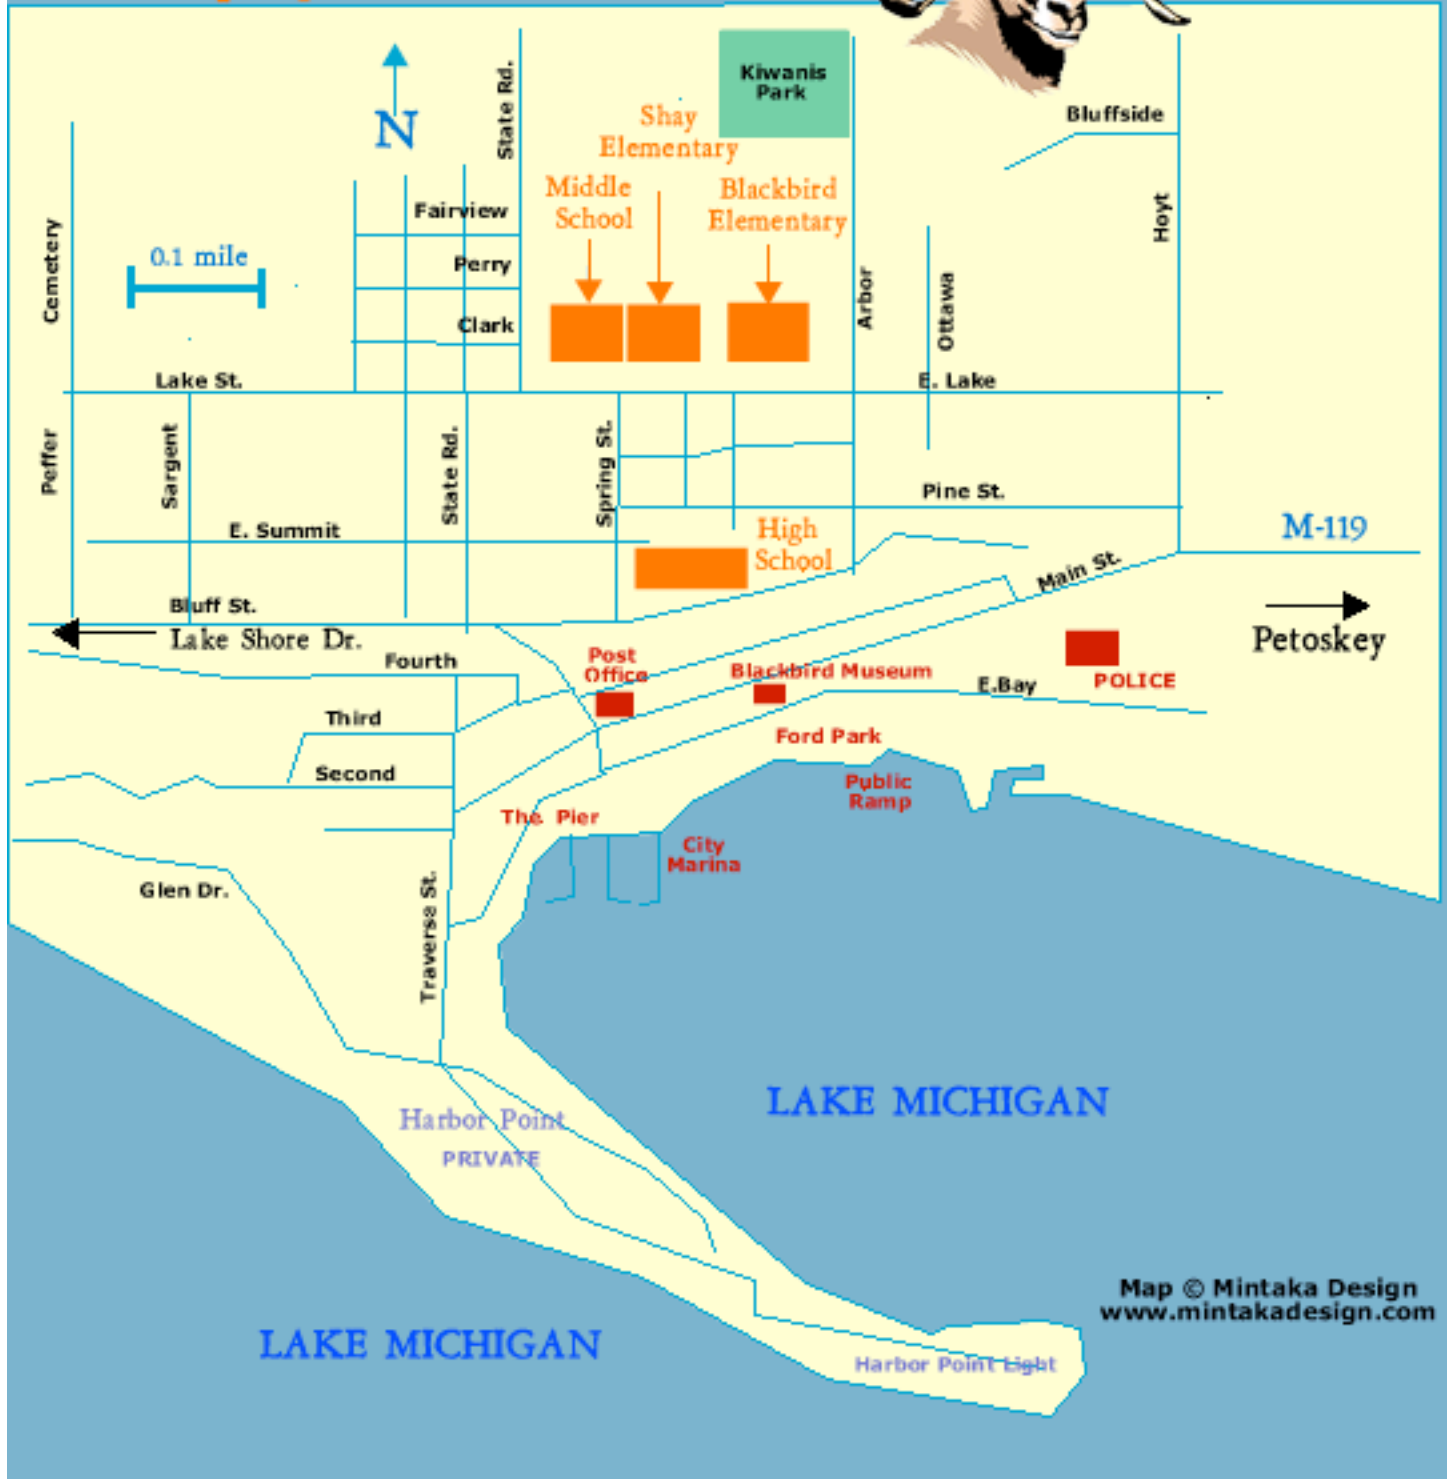 Kiwanis
Park
State Rd.
N
Shay
Elementary
Bluffside
Middle
School
Blackbird
Elementary
Fairview
Hoyt
Cemetery
0.1 mile
Perry
Arbor
Ottawa
Clark
Lake St.
E. Lake
Peffer
Sargent
State Rd.
Spring St.
Pine St.
E. Summit
High
School
M-119
Main St.
Bluff St.
Lake Shore Dr.
Petoskey
Fourth
Post
Office
Blackbird Museum
POLICE
E.Bay
Third
Ford Park
Second
Public
Ramp
The Pier
City
Marina
Glen Dr.
Traverse St.
LAKE MICHIGAN
Harbor Point
PRIVATE
Map © Mintaka Design
www.mintakadesign.com
LAKE MICHIGAN
Harbor Point Light